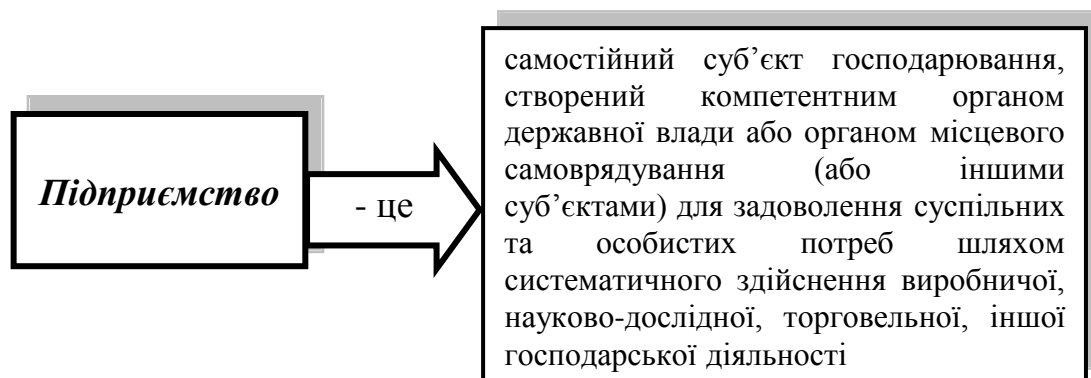 Підприємство
- це
самостійний суб’єкт господарювання,
створений компетентним органом
державної влади або органом місцевого
самоврядування (або іншими
суб’єктами) для задоволення суспільних
та особистих потреб шляхом
систематичного здійснення виробничої,
науково-дослідної, торговельної, іншої
господарської діяльності